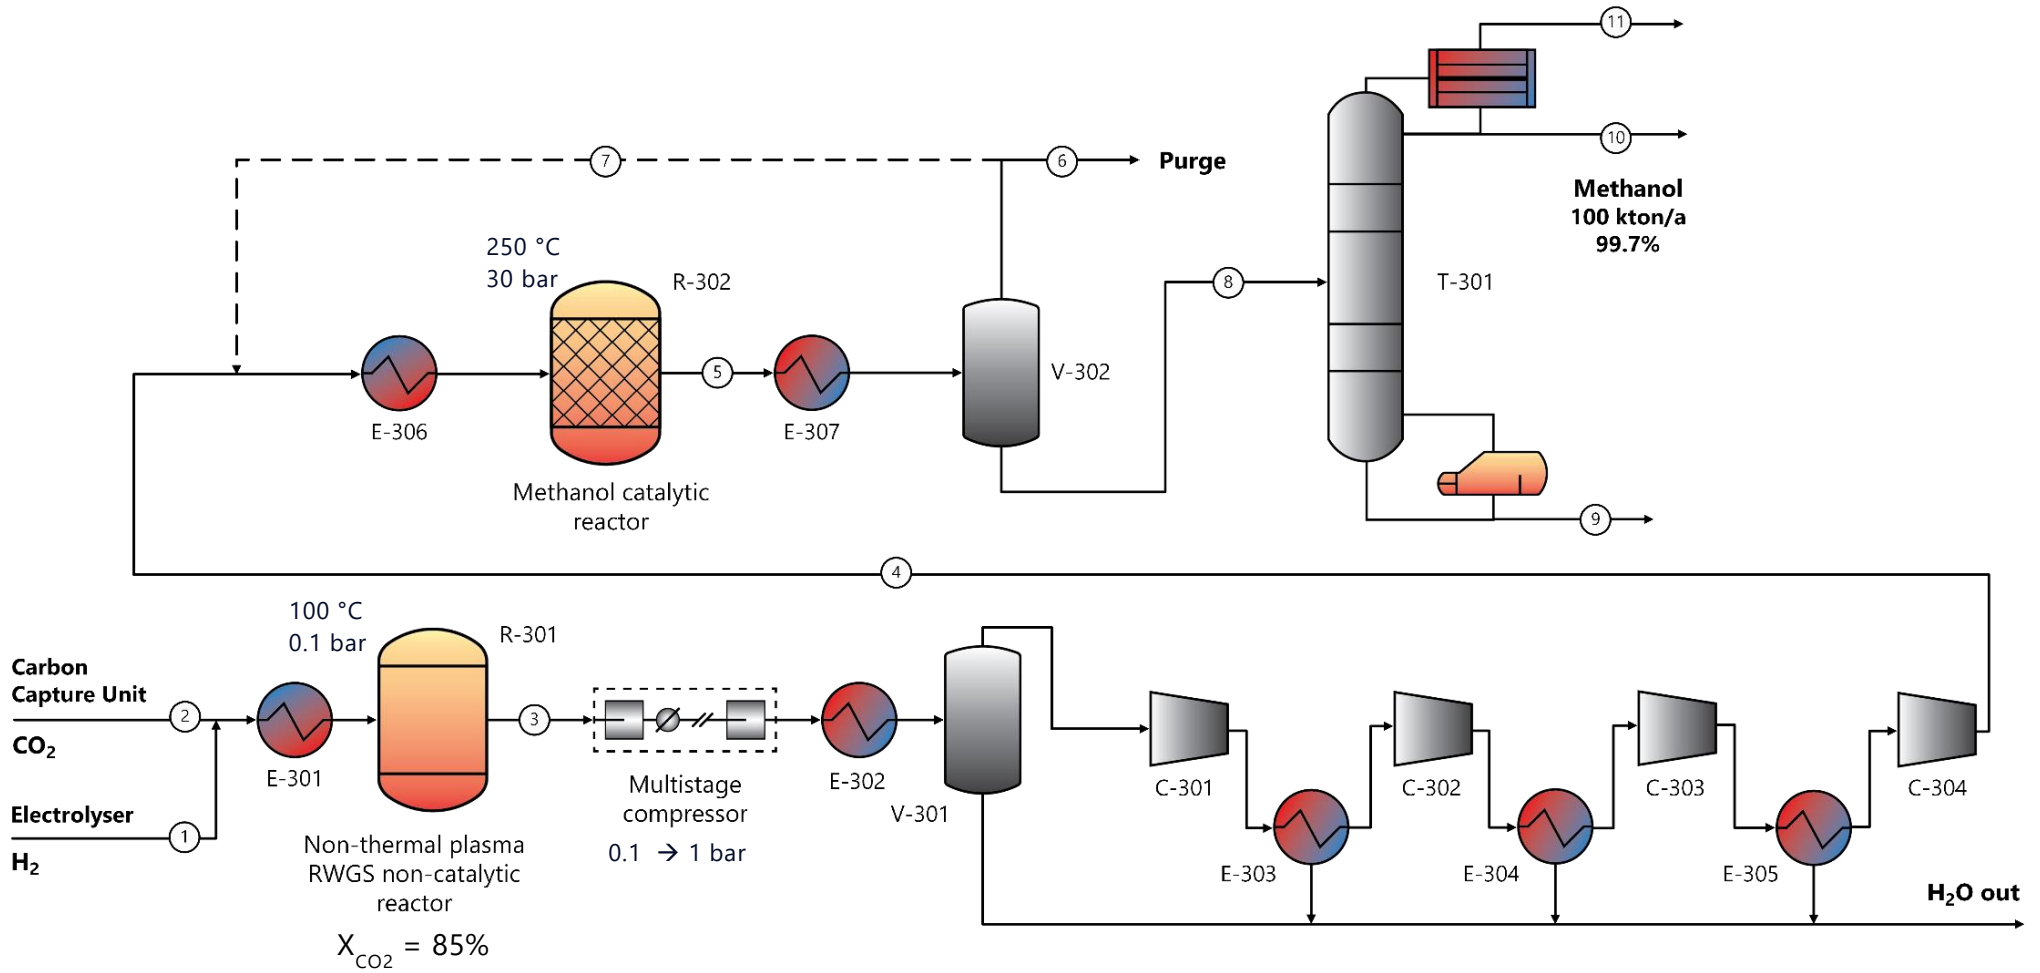 11
10
7
6
Purge
Methanol
100 kton/a
99.7%
250 °C
30 bar
R-302
8
T-301
5
V-302
E-306
E-307
Methanol catalytic
reactor
9
4
100 °C
0.1 bar
R-301
Carbon
Capture Unit
2
CO₂
3
E-301
Electrolyser
1
H₂
Multistage
compressor
0.1 → 1 bar
E-302
V-301
C-301
C-302
C-303
C-304
Non-thermal plasma
RWGS non-catalytic
reactor
X_CO2 = 85%
E-303
E-304
E-305
H₂O out